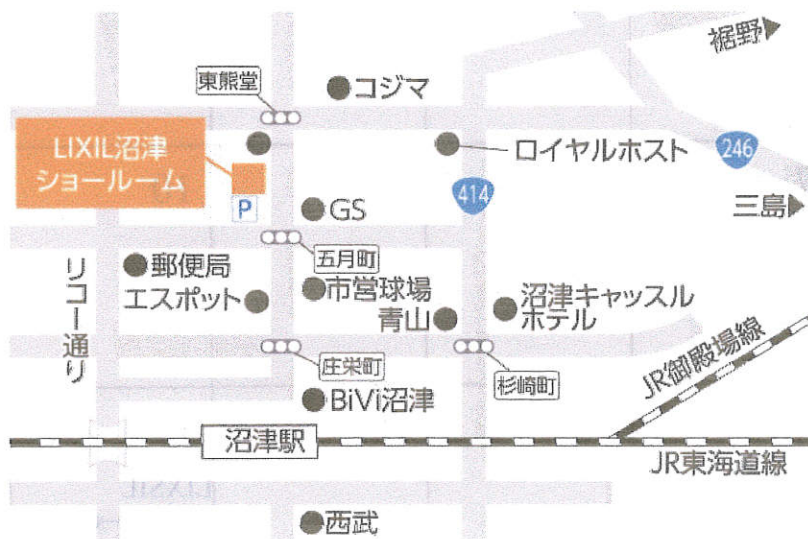 裾野
東熊堂
コジマ
LIXIL沼津
ショールーム
ロイヤルホスト
246
P
GS
414
三島
五月町
郵便局
エスポット
市営球場
青山
沼津キャッスル
ホテル
リコー通り
庄栄町
杉崎町
JR御殿場線
BiVi沼津
沼津駅
JR東海道線
LIXIL
西武